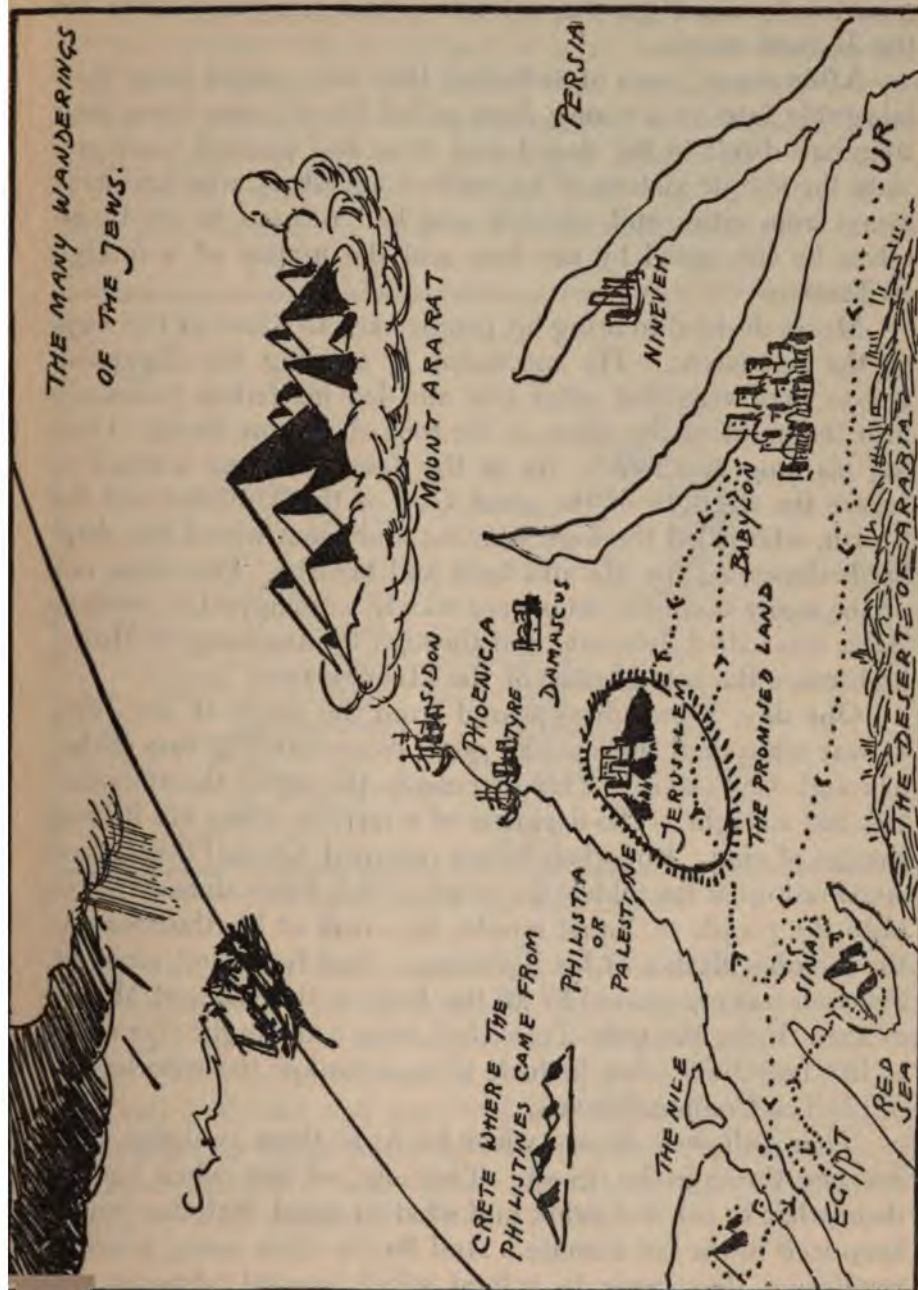 THE MANY WANDERINGS
OF THE JEWS.
MOUNT ARARAT
PERSIA
CRETE WHERE THE
PHILISTINES CAME FROM
SIDON
PHOENICIA
TYRE
DAMASCUS
NINEVEH
PHILISTIA
OR
PALESTINE
JERUSALEM
BABYLON
THE PROMISED LAND
THE NILE
SINAI
UR
EGYPT
RED
SEA
THE DESERT OF ARABIA